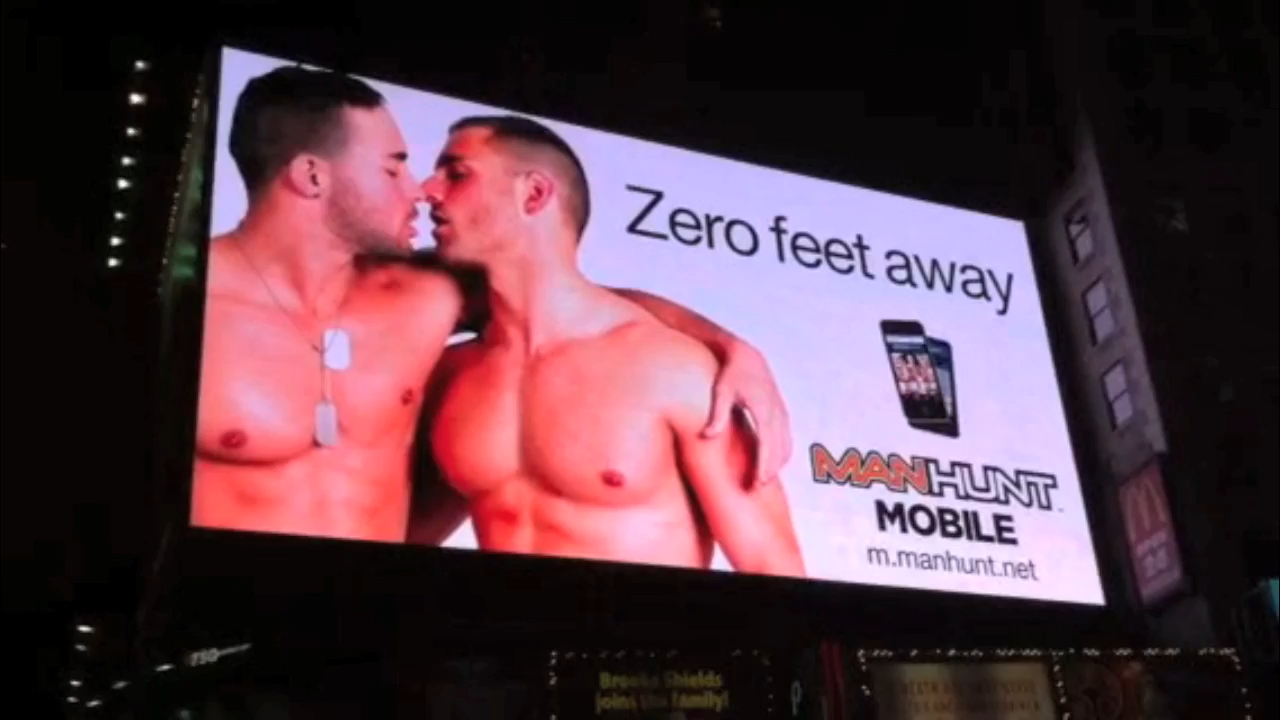 Zero feet away
MANHUNT
MOBILE
m.manhunt.net
Brooke Shields
joins the family!